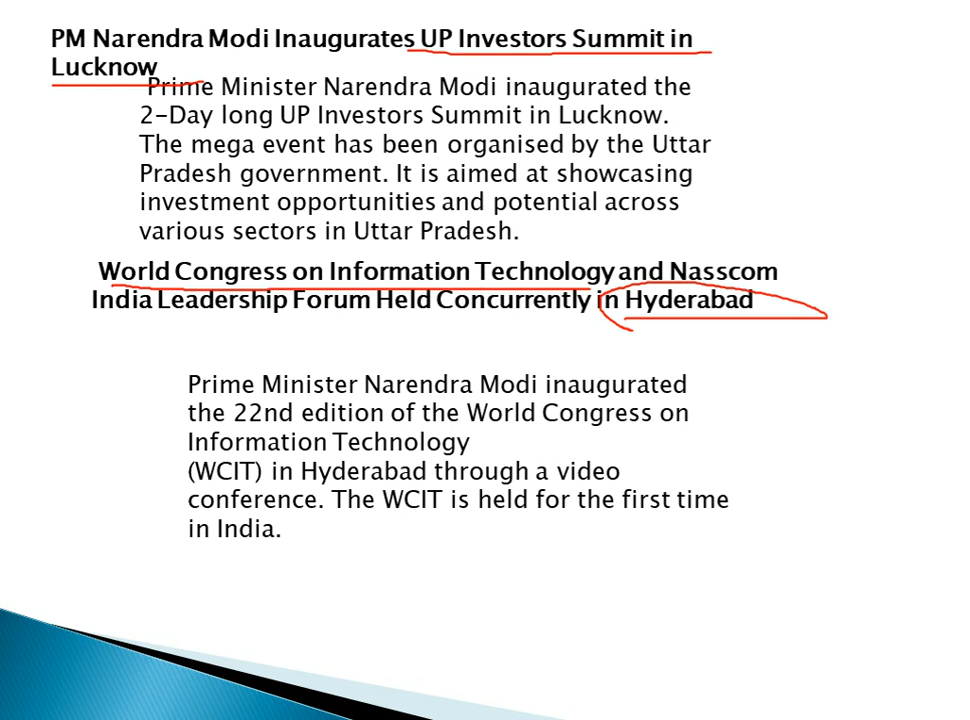 PM Narendra Modi Inaugurates UP Investors Summit in
Lucknow
Prime Minister Narendra Modi inaugurated the
2-Day long UP Investors Summit in Lucknow.
The mega event has been organised by the Uttar
Pradesh government. It is aimed at showcasing
investment opportunities and potential across
various sectors in Uttar Pradesh.
World Congress on Information Technology and Nasscom
India Leadership Forum Held Concurrently in Hyderabad
Prime Minister Narendra Modi inaugurated
the 22nd edition of the World Congress on
Information Technology
(WCIT) in Hyderabad through a video
conference. The WCIT is held for the first time
in India.